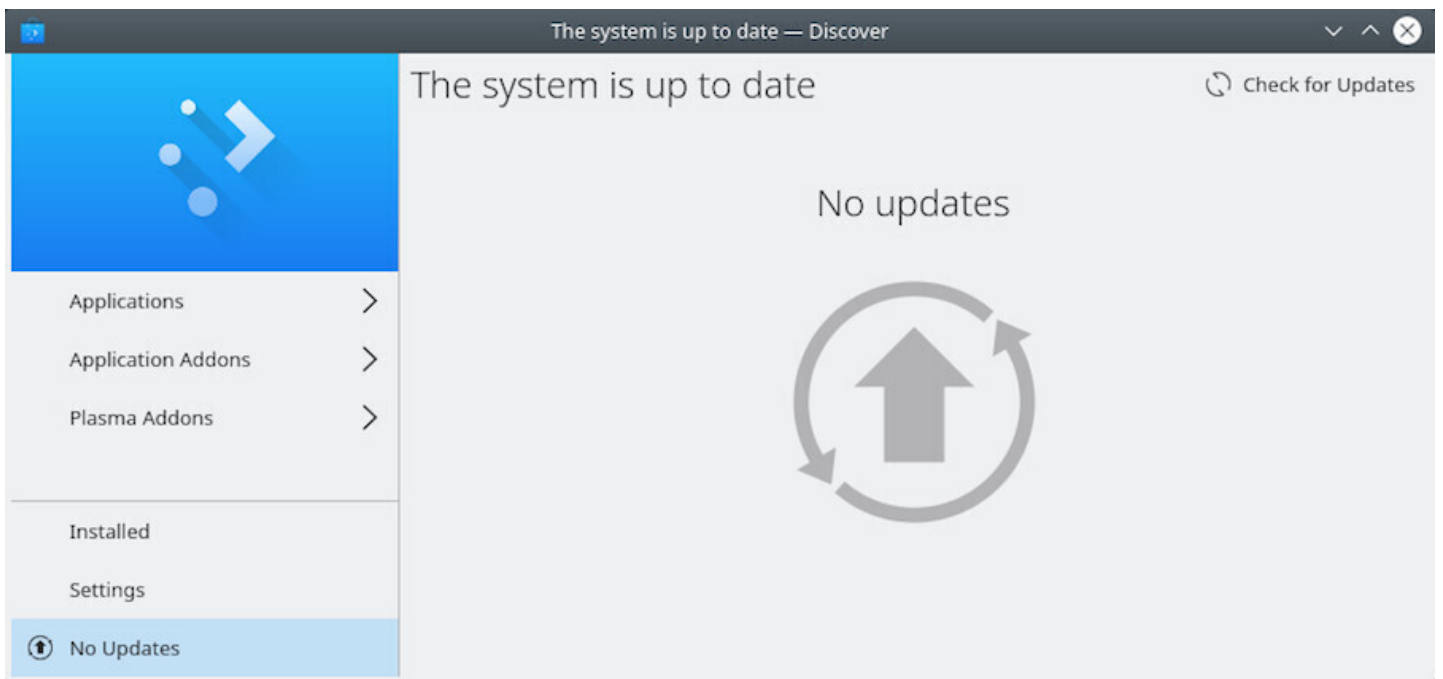 The system is up to date — Discover
The system is up to date
Check for Updates
No updates
Applications
Application Addons
Plasma Addons
Installed
Settings
No Updates